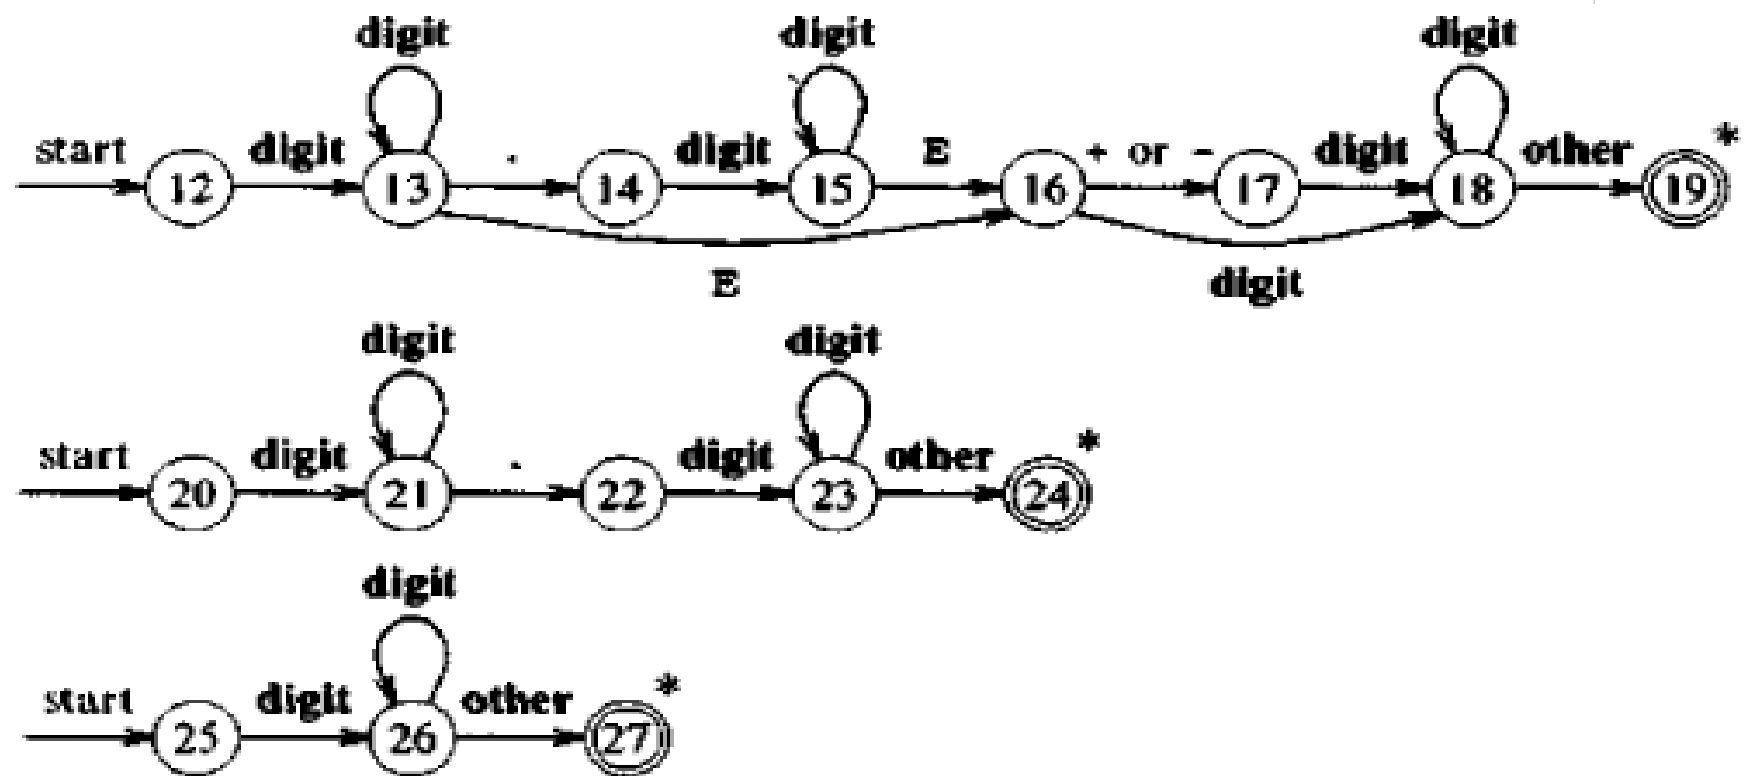 digit digit digit
start digit . digit E + or - digit other *
12 13 14 15 16 17 18 19
E digit
digit digit
start digit . digit other *
20 21 22 23 24
digit
start digit other *
25 26 27